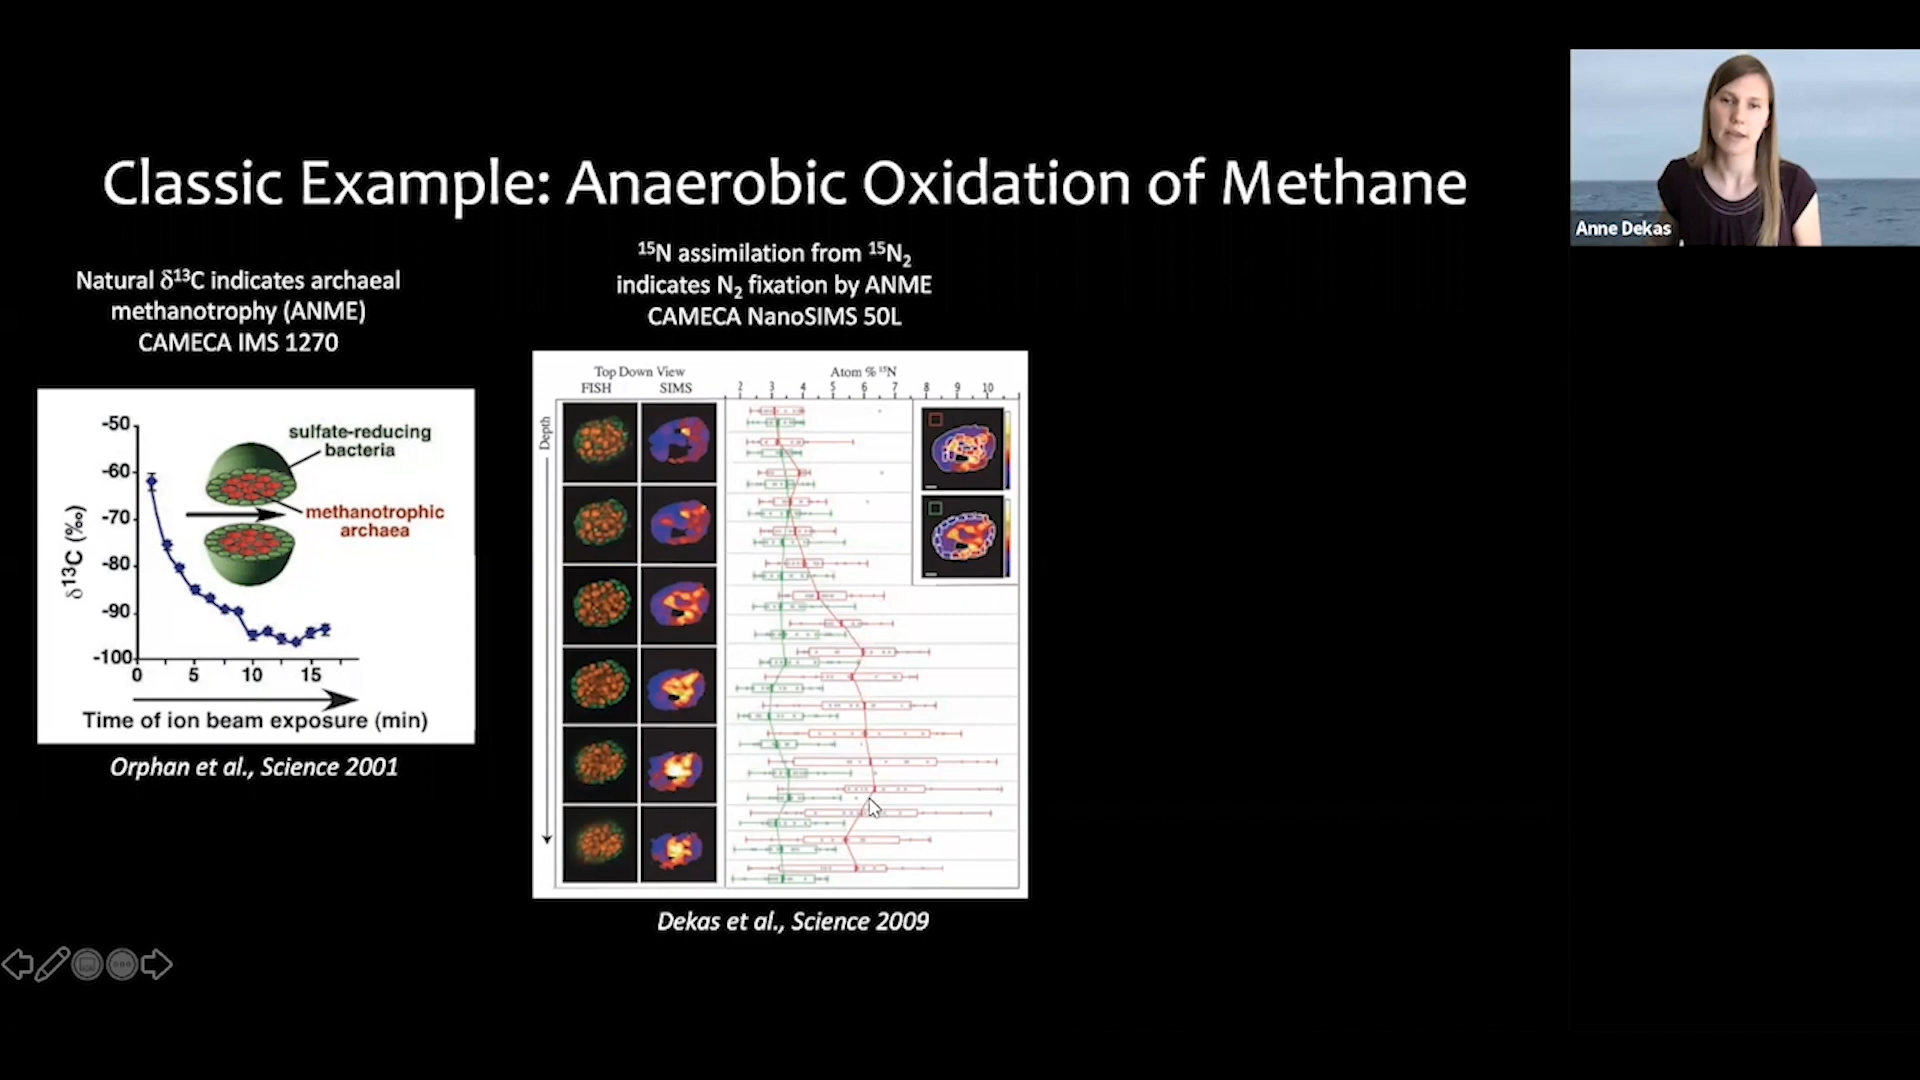 Classic Example: Anaerobic Oxidation of Methane
Anne Dekas
Natural δ¹³C indicates archaeal
methanotrophy (ANME)
CAMECA IMS 1270
¹⁵N assimilation from ¹⁵N₂
indicates N₂ fixation by ANME
CAMECA NanoSIMS 50L
-50
-60
-70
-80
-90
-100
δ13C (‰)
sulfate-reducing
bacteria
methanotrophic
archaea
0 5 10 15
Time of ion beam exposure (min)
Orphan et al., Science 2001
Top Down View
FISH SIMS
Atom % ¹⁵N
2 3 4 5 6 7 8 9 10
Depth
Dekas et al., Science 2009